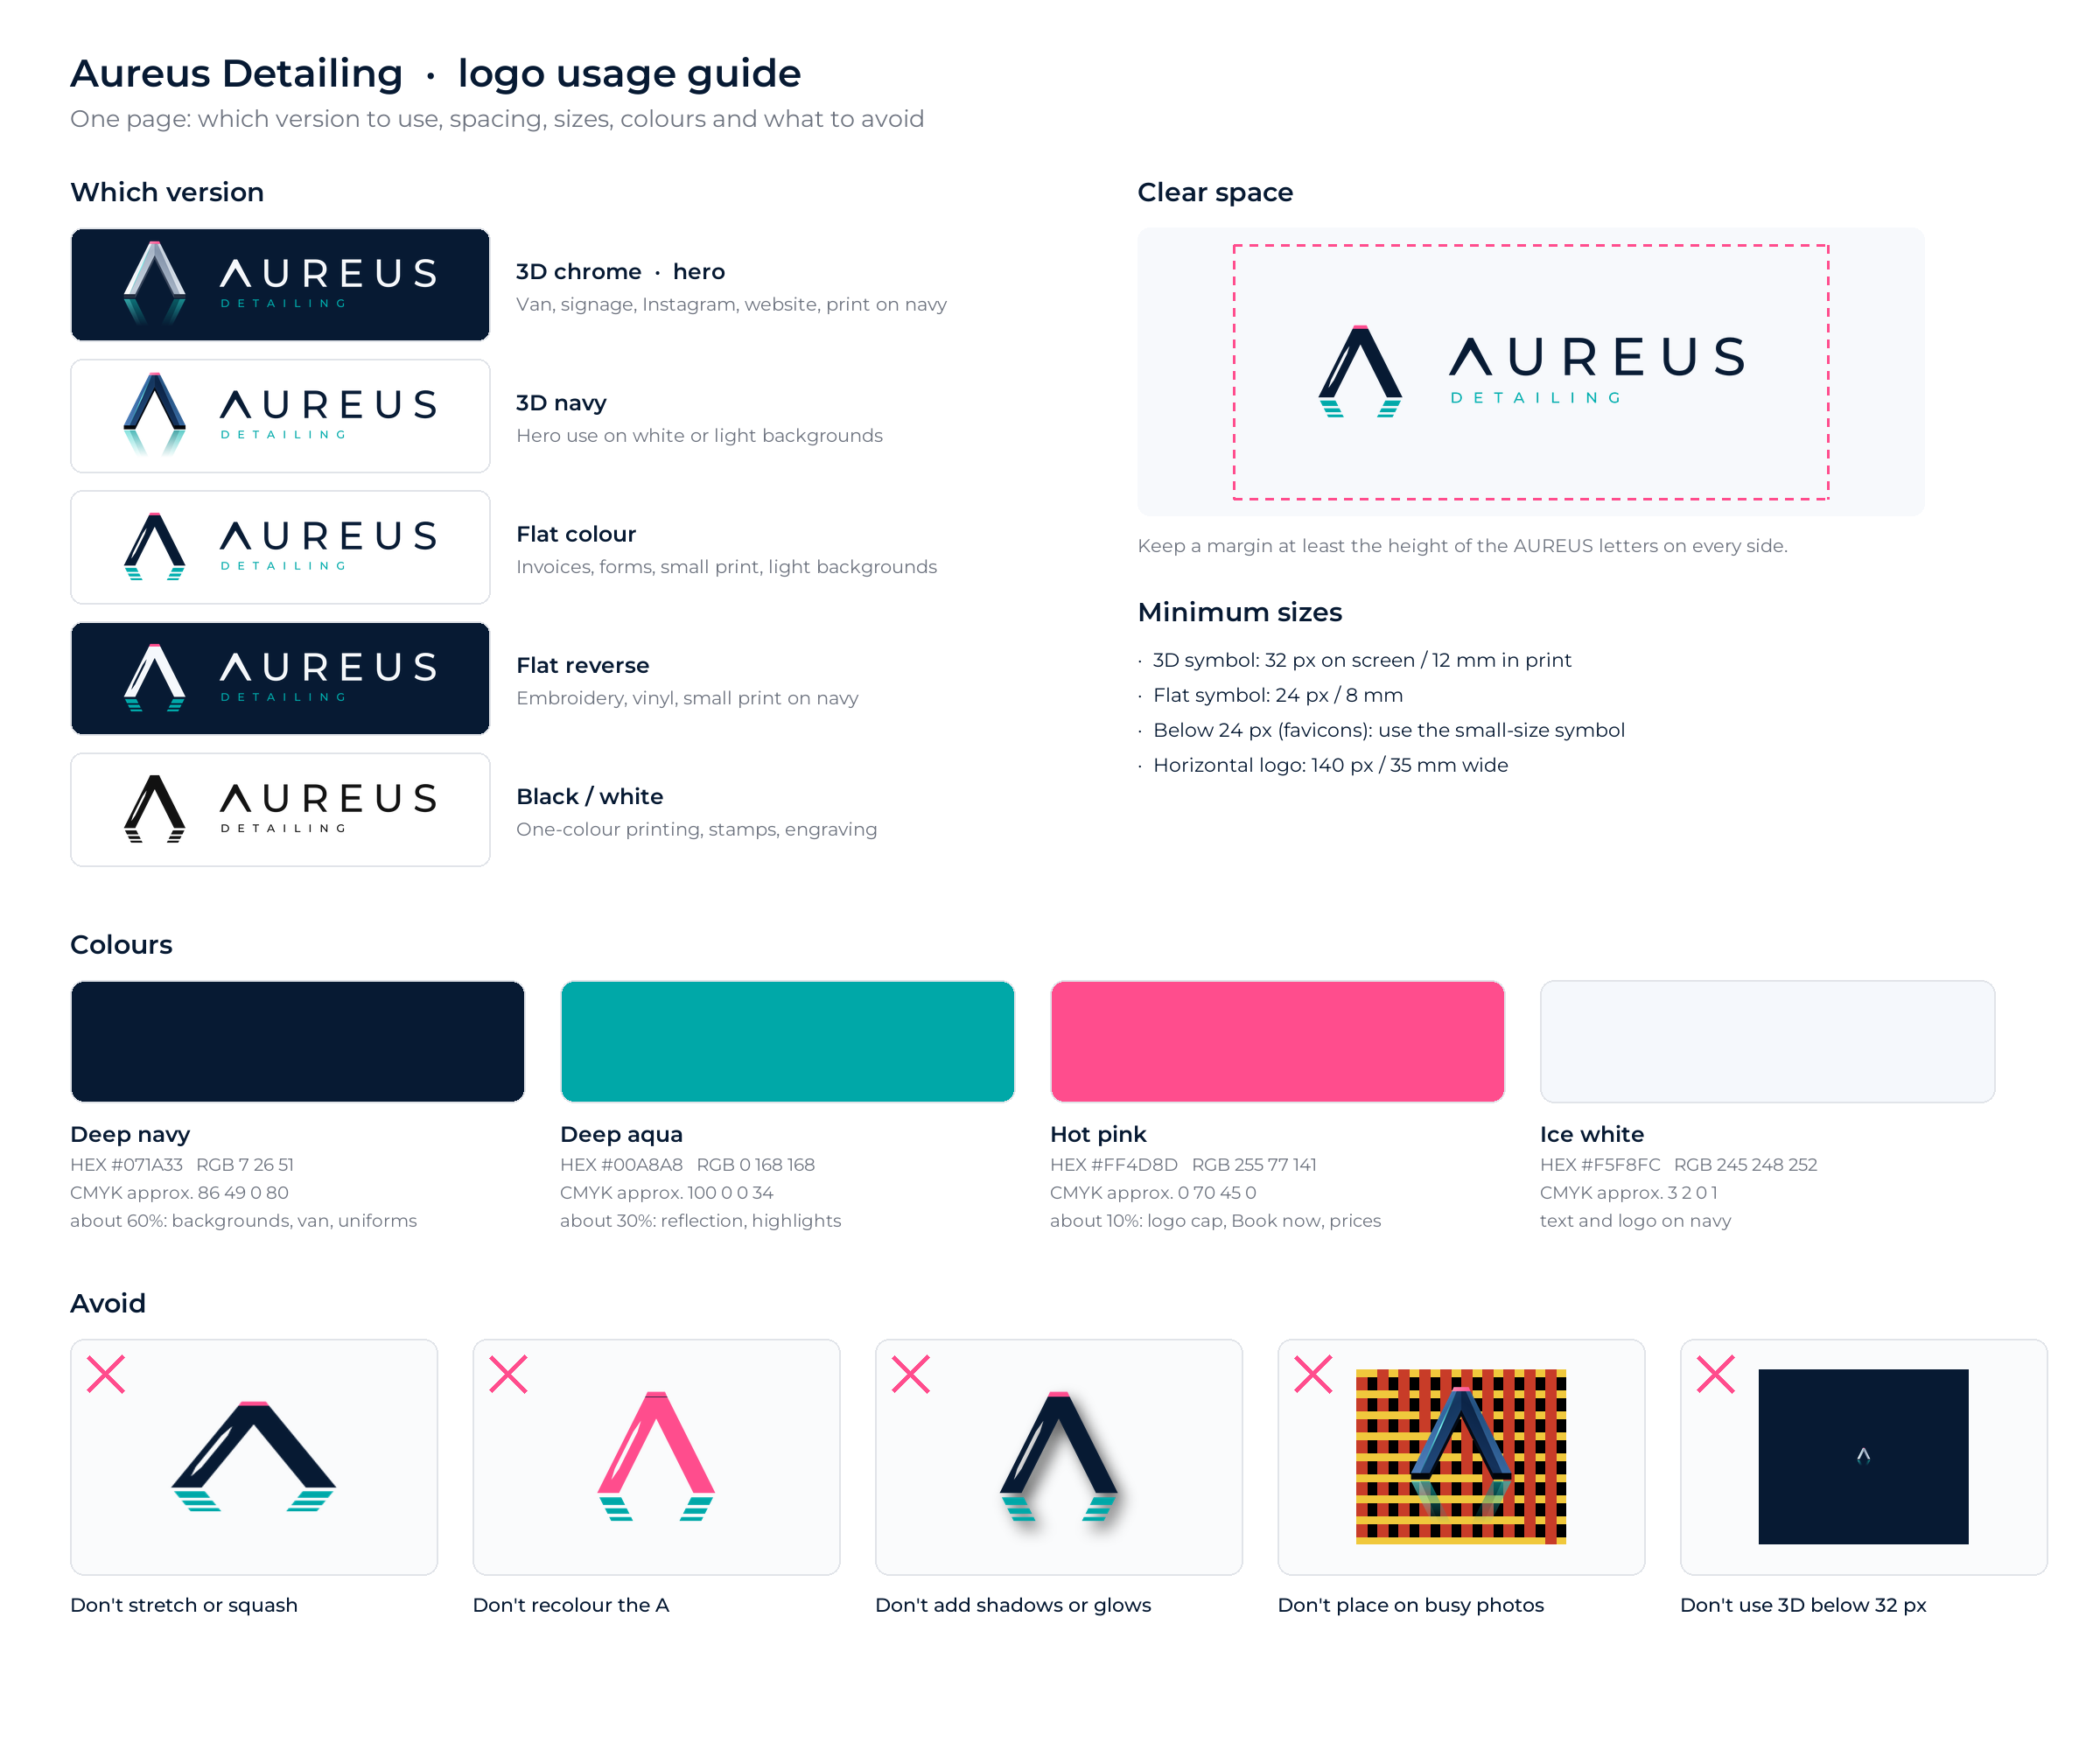 Aureus Detailing · logo usage guide
One page: which version to use, spacing, sizes, colours and what to avoid
Which version
AUREUS
DETAILING
3D chrome · hero
Van, signage, Instagram, website, print on navy
AUREUS
DETAILING
3D navy
Hero use on white or light backgrounds
AUREUS
DETAILING
Flat colour
Invoices, forms, small print, light backgrounds
AUREUS
DETAILING
Flat reverse
Embroidery, vinyl, small print on navy
AUREUS
DETAILING
Black / white
One-colour printing, stamps, engraving
Clear space
AUREUS
DETAILING
Keep a margin at least the height of the AUREUS letters on every side.
Minimum sizes
· 3D symbol: 32 px on screen / 12 mm in print
· Flat symbol: 24 px / 8 mm
· Below 24 px (favicons): use the small-size symbol
· Horizontal logo: 140 px / 35 mm wide
Colours
Deep navy
HEX #071A33 RGB 7 26 51
CMYK approx. 86 49 0 80
about 60%: backgrounds, van, uniforms
Deep aqua
HEX #00A8A8 RGB 0 168 168
CMYK approx. 100 0 0 34
about 30%: reflection, highlights
Hot pink
HEX #FF4D8D RGB 255 77 141
CMYK approx. 0 70 45 0
about 10%: logo cap, Book now, prices
Ice white
HEX #F5F8FC RGB 245 248 252
CMYK approx. 3 2 0 1
text and logo on navy
Avoid
Don't stretch or squash
Don't recolour the A
Don't add shadows or glows
Don't place on busy photos
Don't use 3D below 32 px